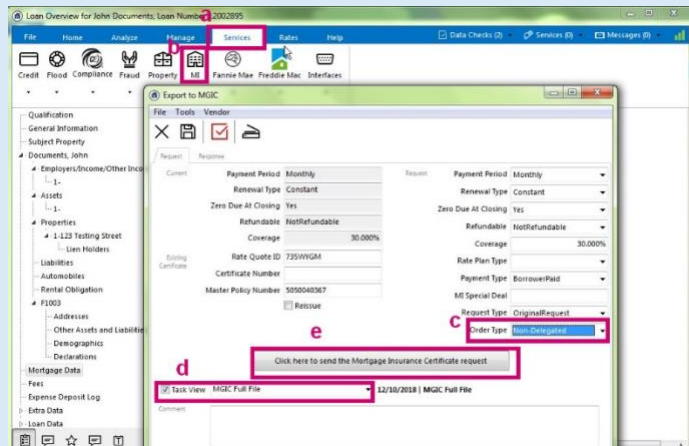 Loan Overview for John Documents; Loan Number: 2002895
a
File Home Analyze Manage Services Rates Help
Data Checks (2) Services (0) Messages (0)
b
Credit Flood Compliance Fraud Property MI Fannie Mae Freddie Mac Interfaces
Export to MGIC
File Tools Vendor
Request Response
Qualification
General Information
Subject Property
Documents, John
Employers/Income/Other Inco
1-
Assets
1-
Properties
1-123 Testing Street
Lien Holders
Liabilities
Automobiles
Rental Obligation
F1003
Addresses
Other Assets and Liabilitie
Demographics
Declarations
Mortgage Data
Fees
Expense Deposit Log
Extra Data
Loan Data
Current
Payment Period Monthly
Renewal Type Constant
Zero Due At Closing Yes
Refundable NotRefundable
Coverage 30.000%
Existing Certificate
Rate Quote ID 735WYGM
Certificate Number
Master Policy Number 5050040367
Reissue
Request
Payment Period Monthly
Renewal Type Constant
Zero Due At Closing Yes
Refundable NotRefundable
Coverage 30.000%
Rate Plan Type
Payment Type BorrowerPaid
MI Special Deal
Request Type OriginalRequest
c
Order Type Non-Delegated
e
Click here to send the Mortgage Insurance Certificate request
d
Task View MGIC Full File
12/10/2018 | MGIC Full File
Comment